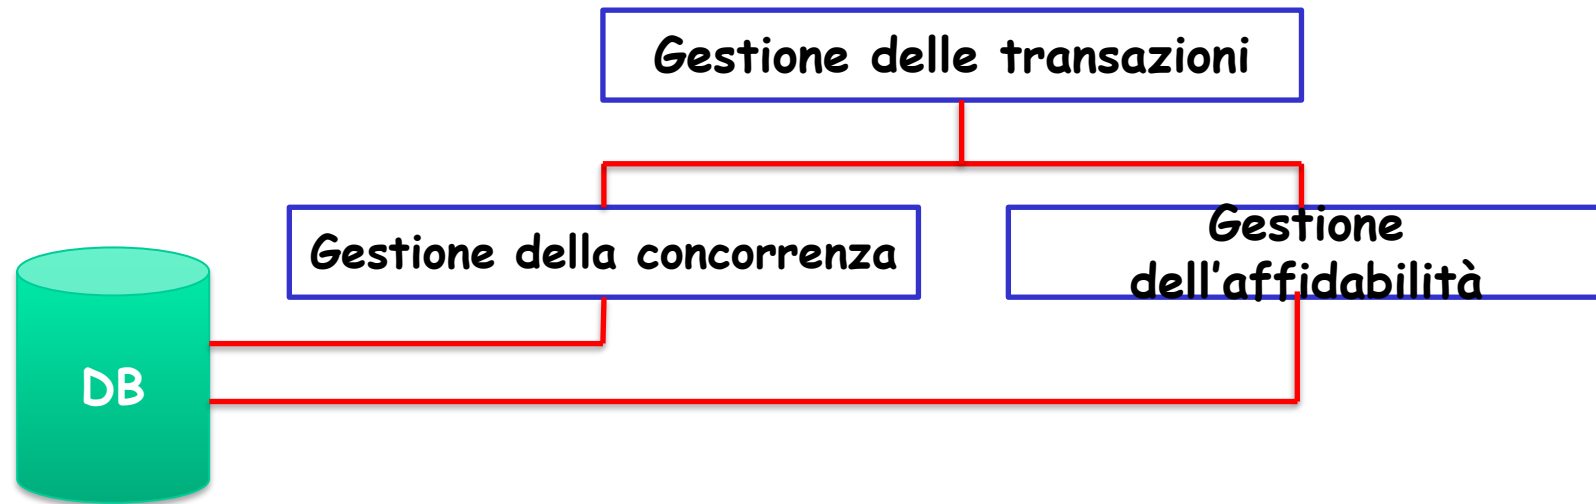 Gestione delle transazioni
Gestione della concorrenza
Gestione
dell'affidabilità
DB